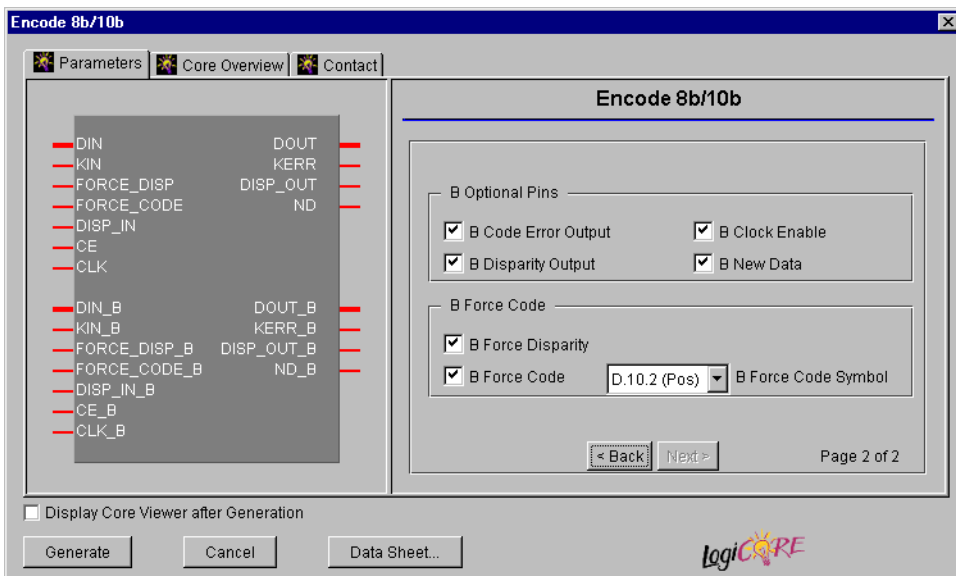 Encode 8b/10b
Parameters Core Overview Contact
DIN DOUT
KIN KERR
FORCE_DISP DISP_OUT
FORCE_CODE ND
DISP_IN
CE
CLK
DIN_B DOUT_B
KIN_B KERR_B
FORCE_DISP_B DISP_OUT_B
FORCE_CODE_B ND_B
DISP_IN_B
CE_B
CLK_B
Encode 8b/10b
B Optional Pins
B Code Error Output B Clock Enable
B Disparity Output B New Data
B Force Code
B Force Disparity
B Force Code D.10.2 (Pos) B Force Code Symbol
< Back Next > Page 2 of 2
Display Core Viewer after Generation
Generate Cancel Data Sheet...
LogiCORE